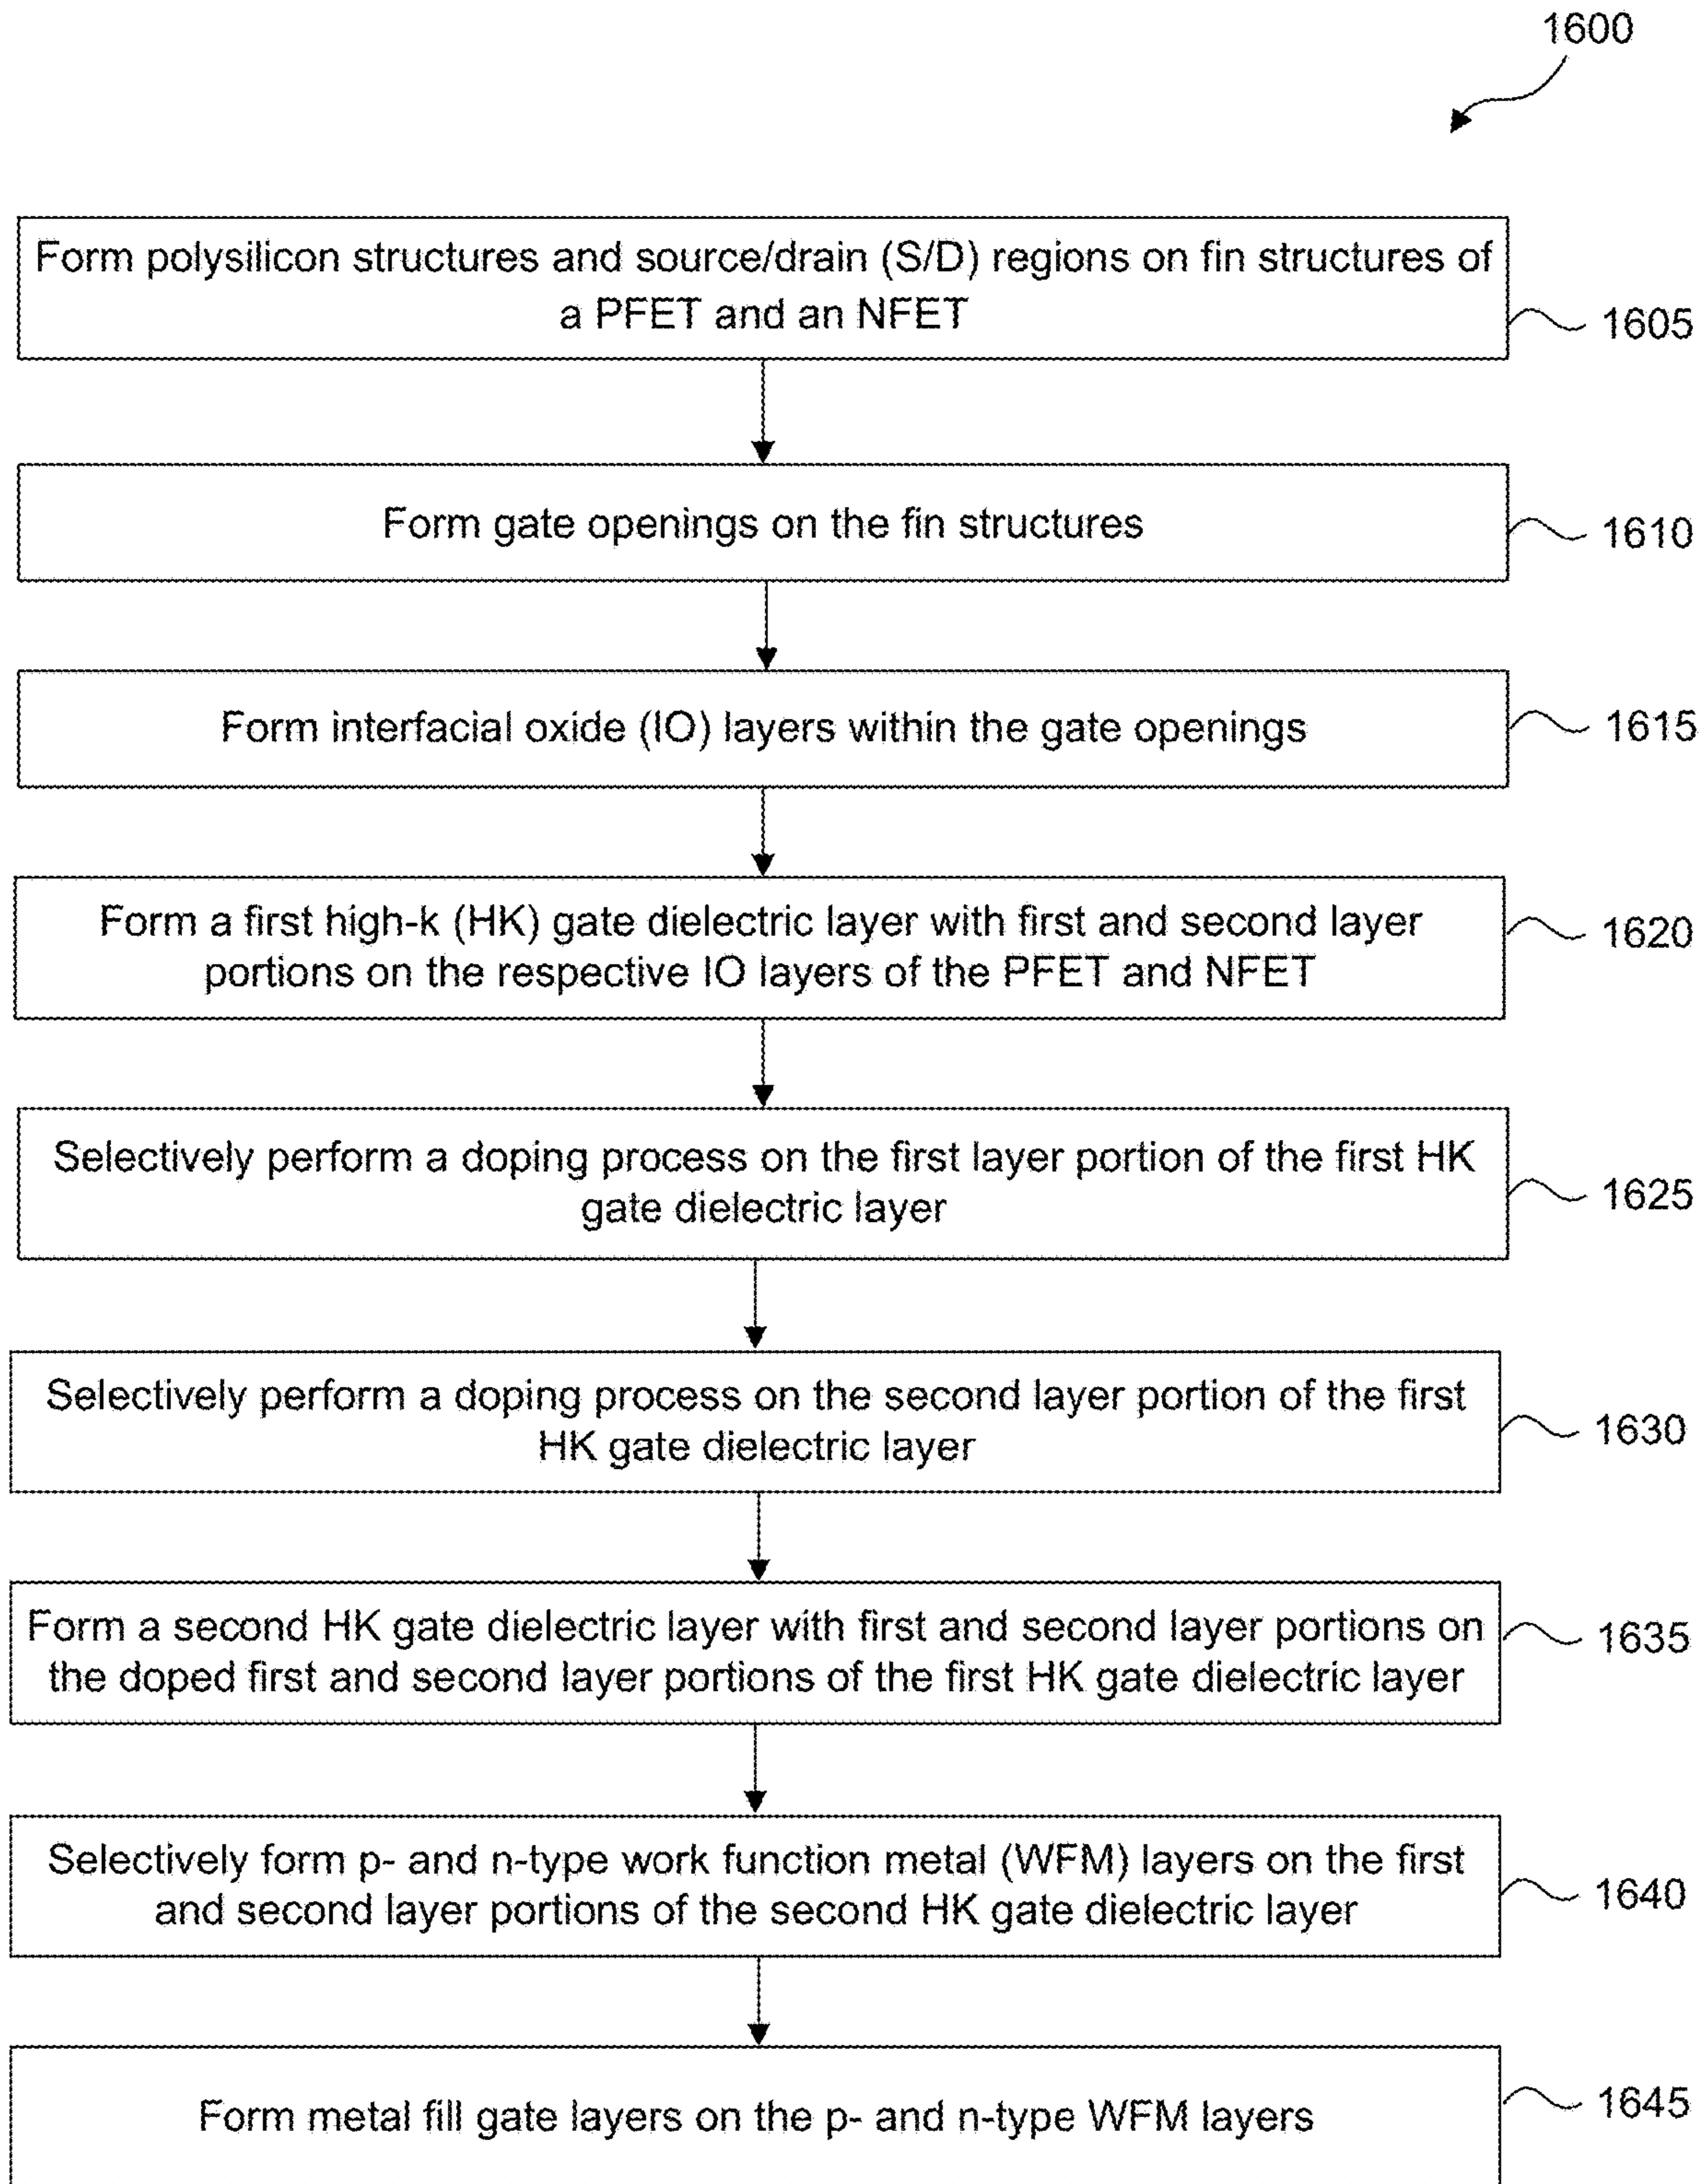 1600
Form polysilicon structures and source/drain (S/D) regions on fin structures of
a PFET and an NFET
1605
Form gate openings on the fin structures
1610
Form interfacial oxide (IO) layers within the gate openings
1615
Form a first high-k (HK) gate dielectric layer with first and second layer
portions on the respective IO layers of the PFET and NFET
1620
Selectively perform a doping process on the first layer portion of the first HK
gate dielectric layer
1625
Selectively perform a doping process on the second layer portion of the first
HK gate dielectric layer
1630
Form a second HK gate dielectric layer with first and second layer portions on
the doped first and second layer portions of the first HK gate dielectric layer
1635
Selectively form p- and n-type work function metal (WFM) layers on the first
and second layer portions of the second HK gate dielectric layer
1640
Form metal fill gate layers on the p- and n-type WFM layers
1645